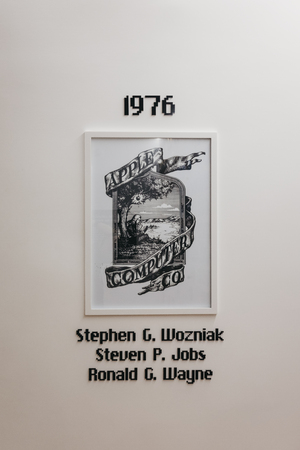 1976
APPLE
COMPUTER
CO
Stephen G. Wozniak
Steven P. Jobs
Ronald G. Wayne